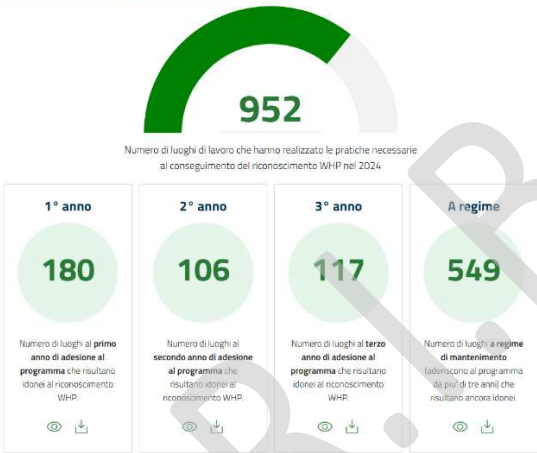 952
Numero di luoghi di lavoro che hanno realizzato le pratiche necessarie
al conseguimento del riconoscimento WHP nel 2024
1° anno
180
Numero di luoghi al primo
anno di adesione al
programma che risultano
idonei al riconoscimento
WHP.
2° anno
106
Numero di luoghi al
secondo anno di adesione
al programma che
risultano idonei al
riconoscimento WHP.
3° anno
117
Numero di luoghi al terzo
anno di adesione al
programma che risultano
idonei al riconoscimento
WHP.
A regime
549
Numero di luoghi a regime
di mantenimento
(aderiscono al programma
da piu' di tre anni) che
risultano ancora idonei.